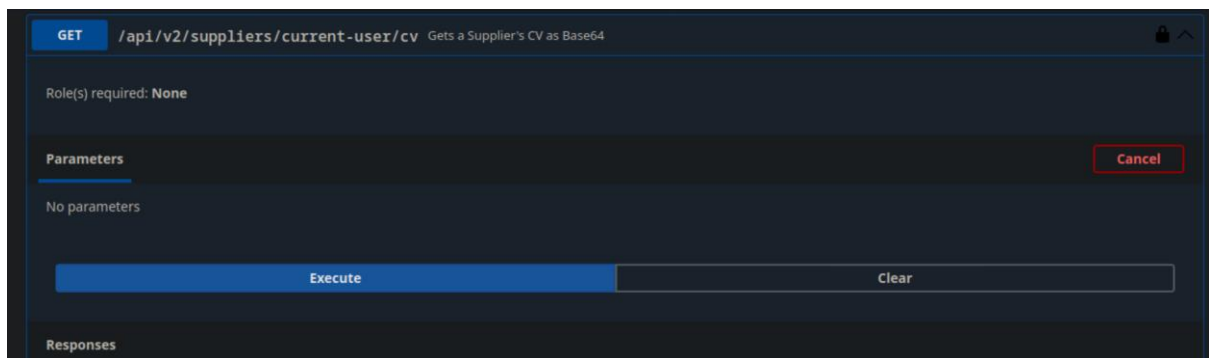 GET /api/v2/suppliers/current-user/cv Gets a Supplier's CV as Base64
Role(s) required: None
Parameters Cancel
No parameters
Execute Clear
Responses